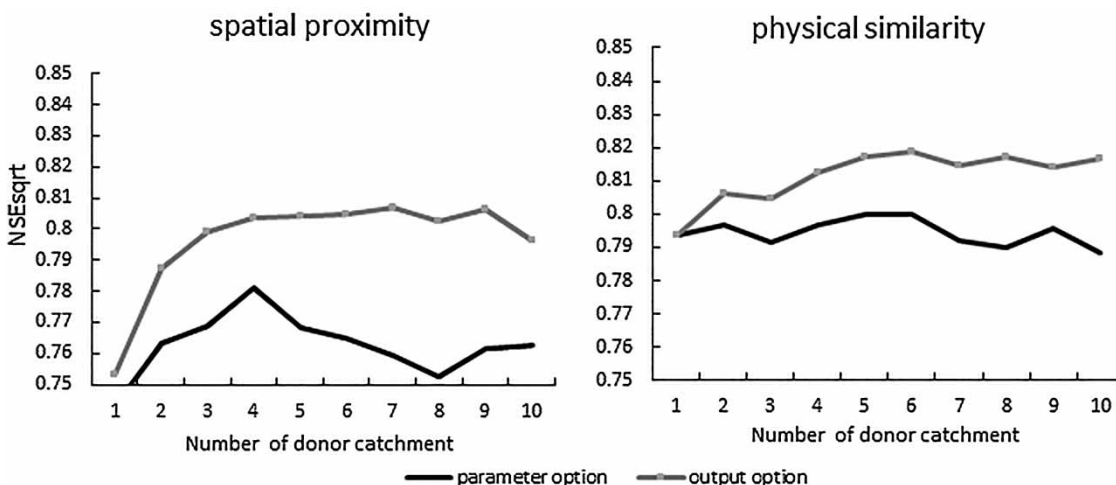 spatial proximity
NSEsqrt
0.85
0.84
0.83
0.82
0.81
0.8
0.79
0.78
0.77
0.76
0.75
1 2 3 4 5 6 7 8 9 10
Number of donor catchment
physical similarity
0.85
0.84
0.83
0.82
0.81
0.8
0.79
0.78
0.77
0.76
0.75
1 2 3 4 5 6 7 8 9 10
Number of donor catchment
parameter option output option